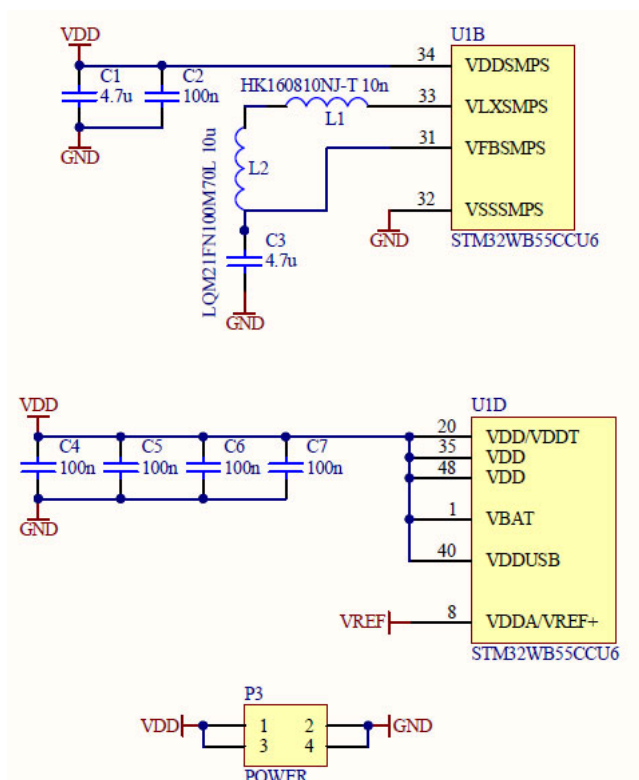 VDD
U1B
C1
4.7u
C2
100n
34
VDDSMPS
HK160810NJ-T 10n
L1
33
VLXSMPS
LQM21FN100M70L 10u
L2
31
VFBSMPS
GND
32
VSSSMPS
GND
C3
4.7u
STM32WB55CCU6
GND
VDD
U1D
C4
100n
C5
100n
C6
100n
C7
100n
20
VDD/VDDT
35
VDD
48
VDD
1
VBAT
40
VDDUSB
GND
VREF
8
VDDA/VREF+
STM32WB55CCU6
P3
VDD
1
2
GND
3
4
POWER